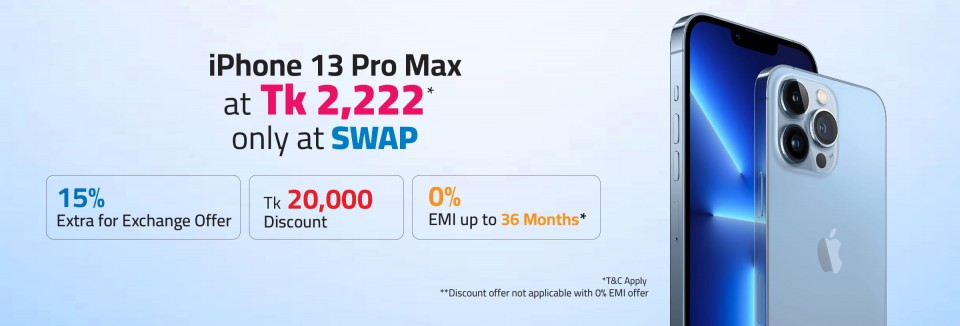 iPhone 13 Pro Max
at Tk 2,222*
only at SWAP
15%
Extra for Exchange Offer
Tk 20,000
Discount
0%
EMI up to 36 Months*
*T&C Apply
**Discount offer not applicable with 0% EMI offer